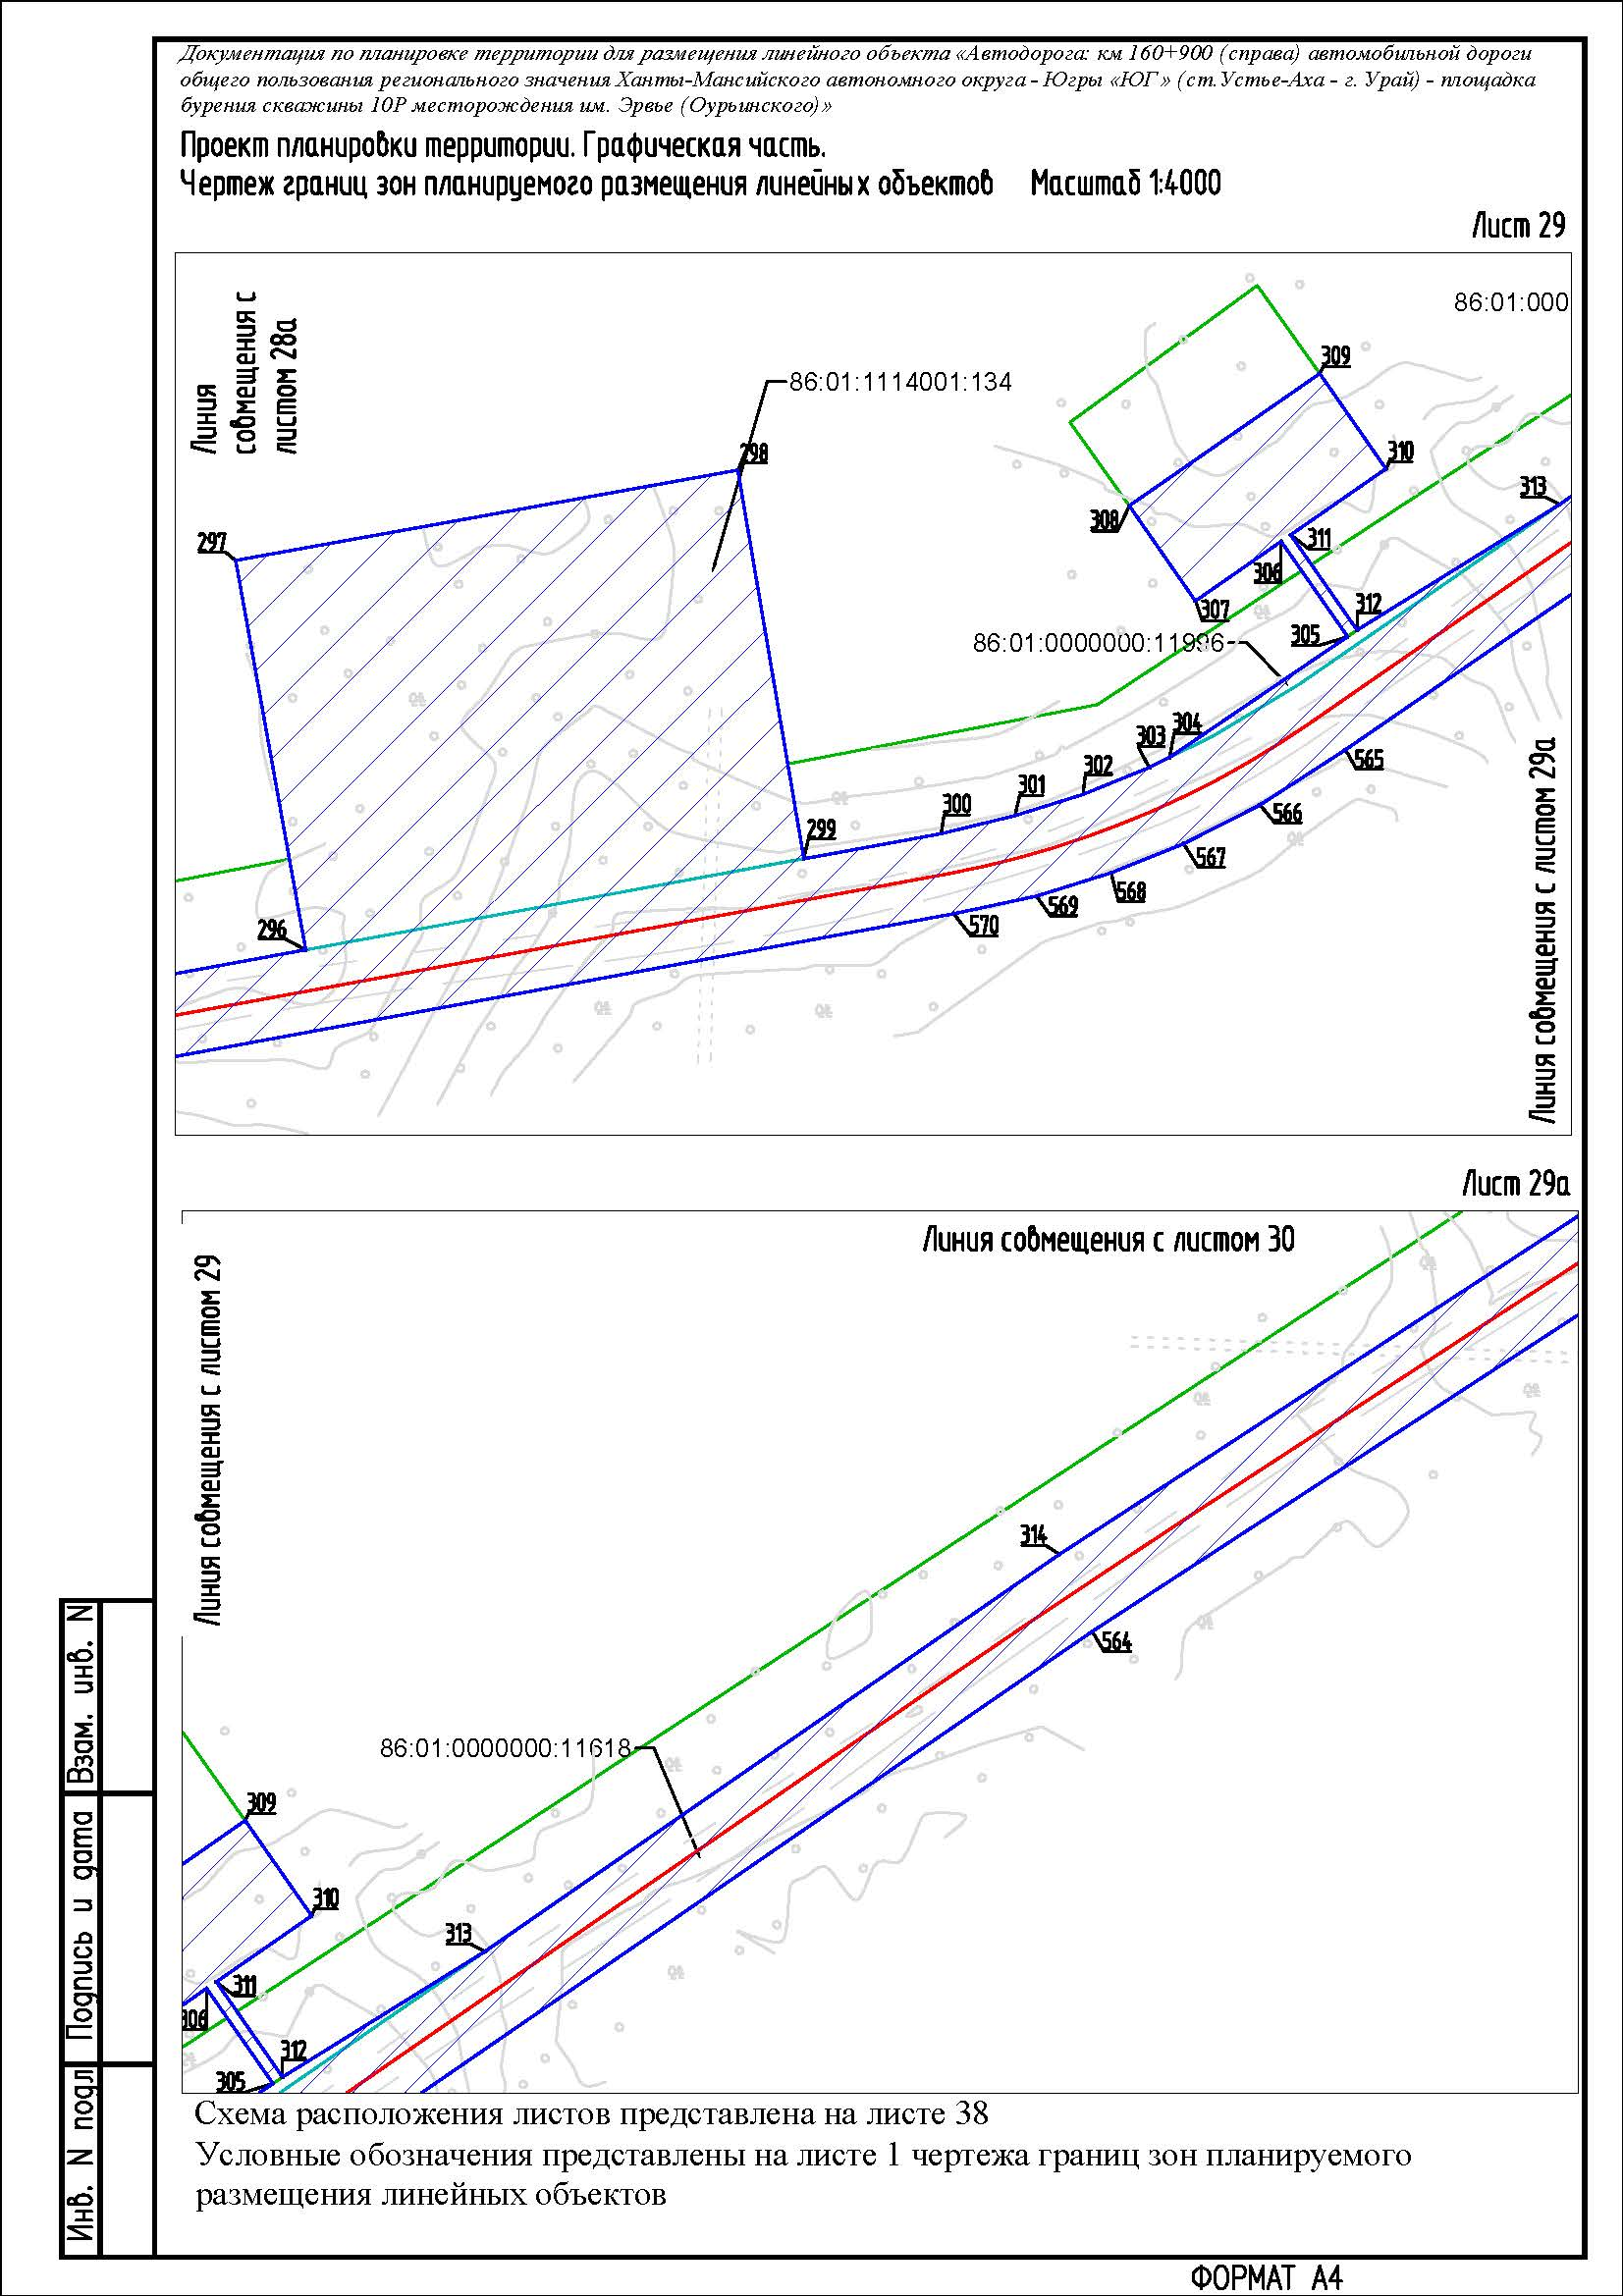 Документация по планировке территории для размещения линейного объекта «Автодорога: км 160+900 (справа) автомобильной дороги
общего пользования регионального значения Ханты-Мансийского автономного округа - Югры «ЮГ» (ст.Устье-Аха - г. Урай) - площадка
бурения скважины 10Р месторождения им. Эрвье (Оурьинского)»
Проект планировки территории. Графическая часть.
Чертеж границ зон планируемого размещения линейных объектов Масштаб 1:4000
Лист 29
Линия
совмещения с
листом 28а
86:01:000
86:01:1114001:134
309
298
310
313
297
308
311
306
307
312
305
86:01:0000000:11996
304
303
302
301
300
299
296
565
566
567
568
569
570
Линия совмещения с листом 29а
Лист 29а
Линия совмещения с листом 30
Линия совмещения с листом 29
314
564
86:01:0000000:11618
309
310
313
311
306
312
305
Схема расположения листов представлена на листе 38
Условные обозначения представлены на листе 1 чертежа границ зон планируемого
размещения линейных объектов
Взам. инв. N
Подпись и дата
Инв. N подл
ФОРМАТ А4